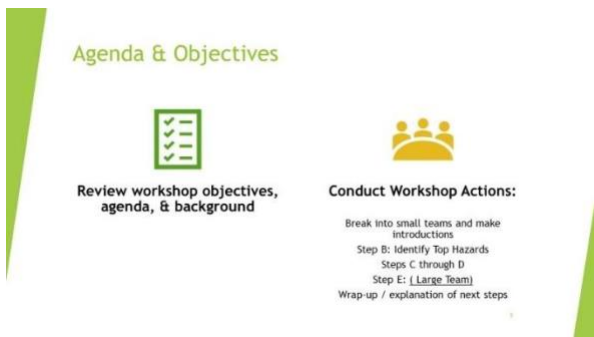 Agenda & Objectives
Review workshop objectives,
agenda, & background
Conduct Workshop Actions:
Break into small teams and make
introductions
Step B: Identify Top Hazards
Steps C through D
Step E: ( Large Team)
Wrap-up / explanation of next steps